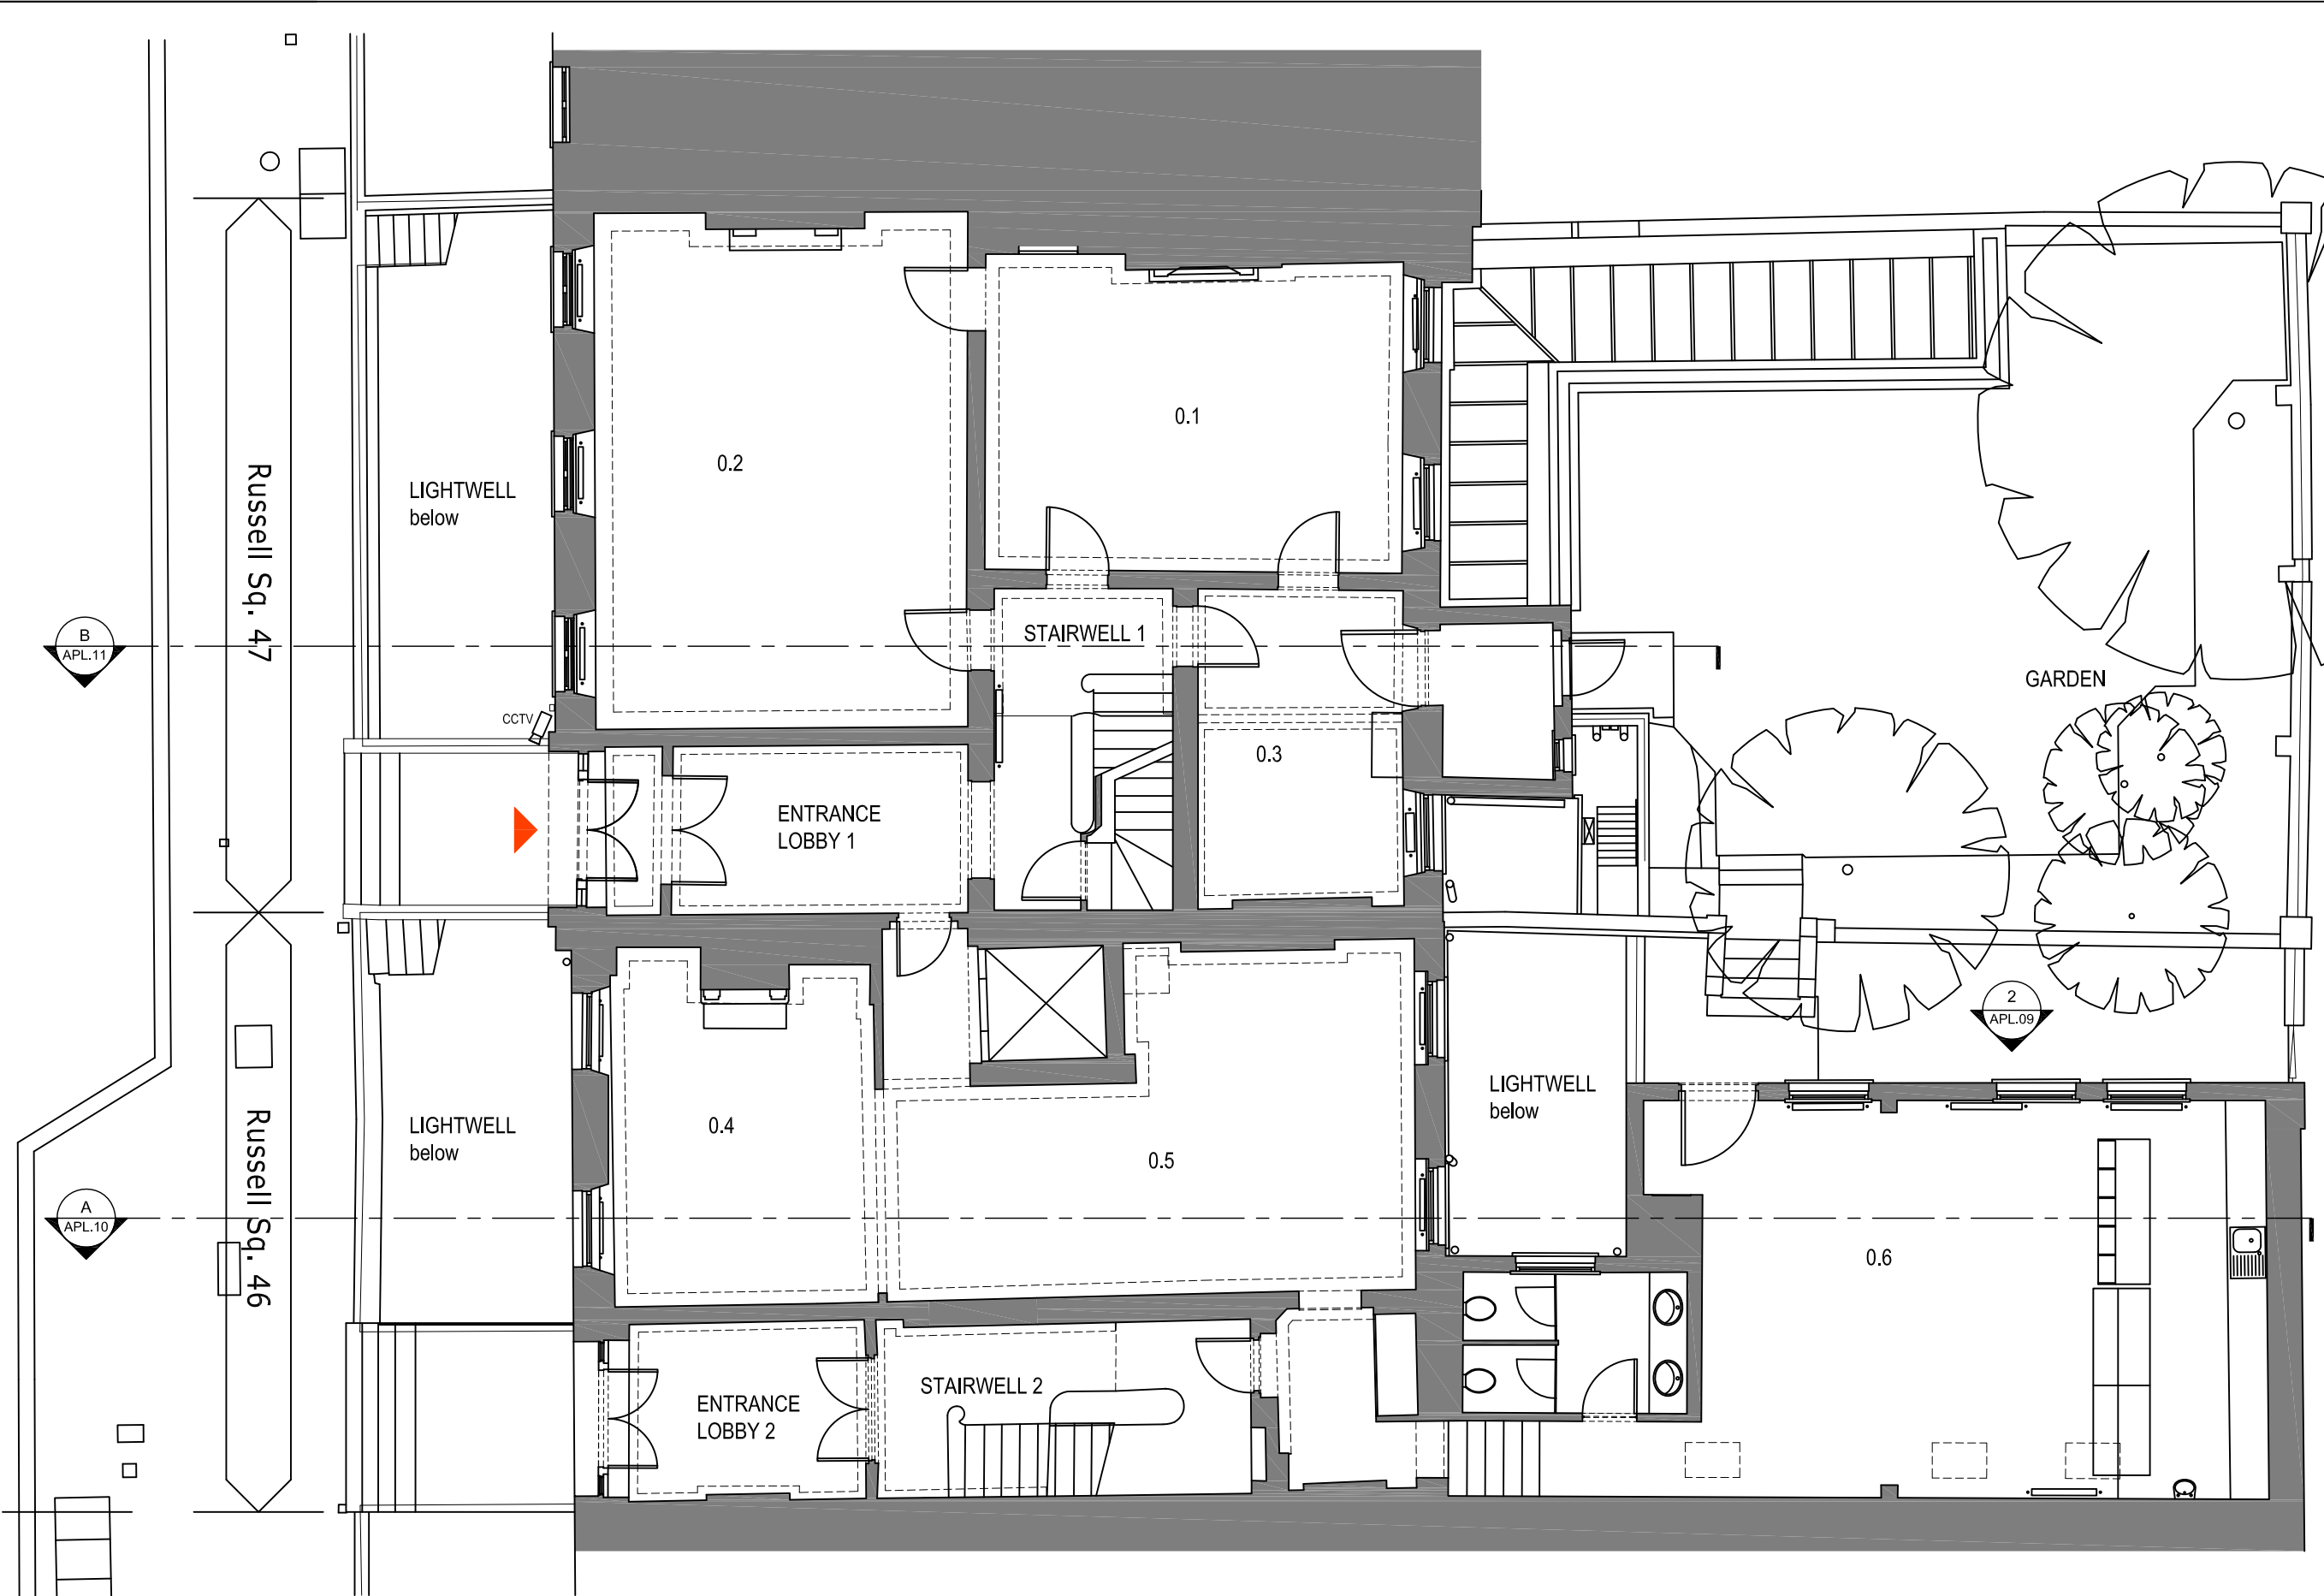 0.1
0.2
Russell Sq. 47
LIGHTWELL
below
B
APL.11
STAIRWELL 1
GARDEN
CCTV
0.3
ENTRANCE
LOBBY 1
2
APL.09
LIGHTWELL
below
0.4
LIGHTWELL
below
0.5
Russell Sq. 46
A
APL.10
0.6
STAIRWELL 2
ENTRANCE
LOBBY 2